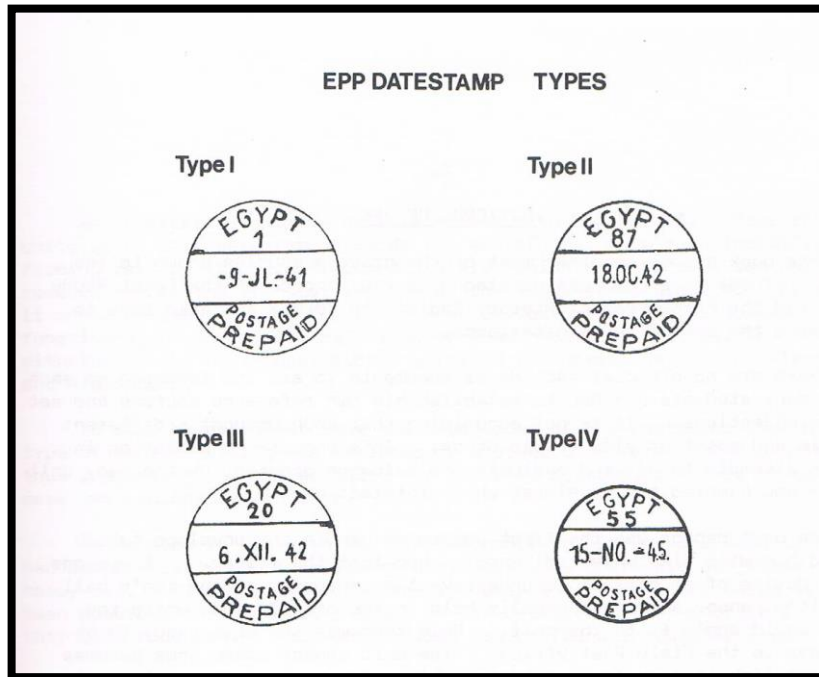 EPP DATESTAMP TYPES
Type I
EGYPT
1
.9-JL.-41
POSTAGE
PREPAID
Type II
EGYPT
87
18.OC.42
POSTAGE
PREPAID
Type III
EGYPT
20
6.XII.42
POSTAGE
PREPAID
Type IV
EGYPT
55
15-NO.-45.
POSTAGE
PREPAID